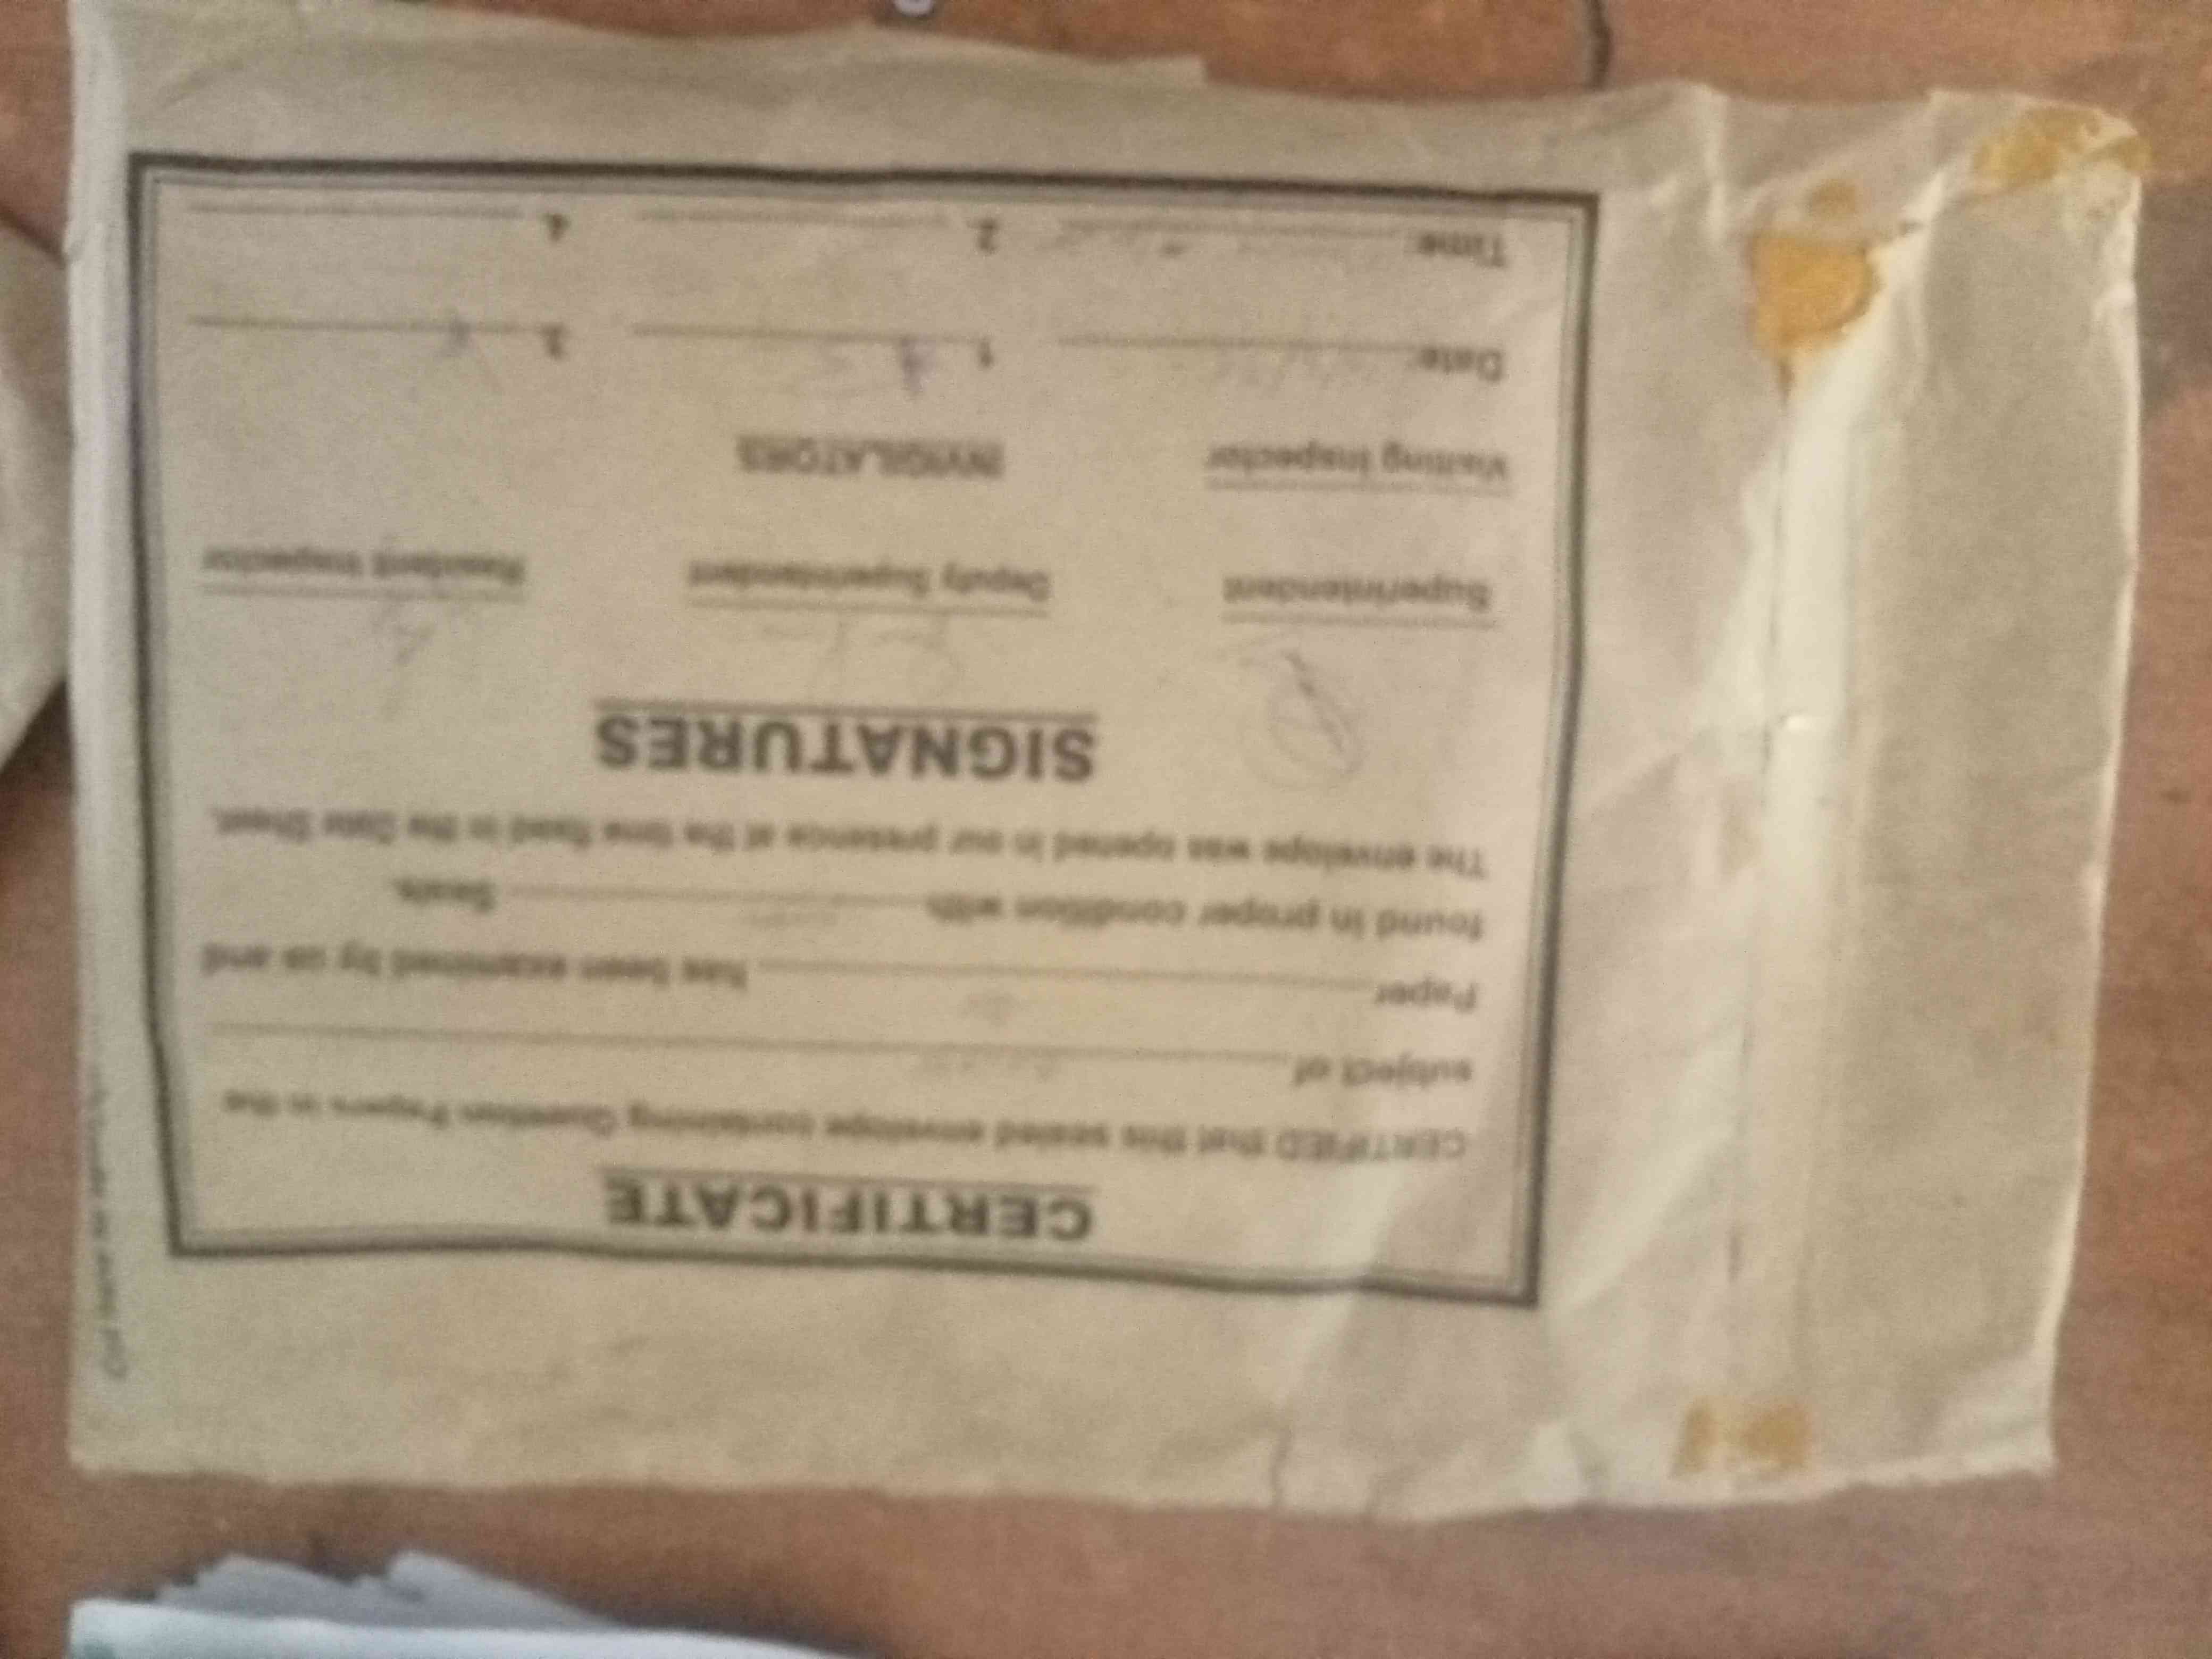 CERTIFICATE
CERTIFIED that this sealed envelope containing Question Papers in the
subject of
Paper has been examined by us and
found in proper condition with Seals.
The envelope was opened in our presence at the time fixed in the Date Sheet.
SIGNATURES
Superintendent Deputy Superintendent Resident Inspector
Visiting Inspector INVIGILATORS
Date: 1. 3.
Time: 2. 4.